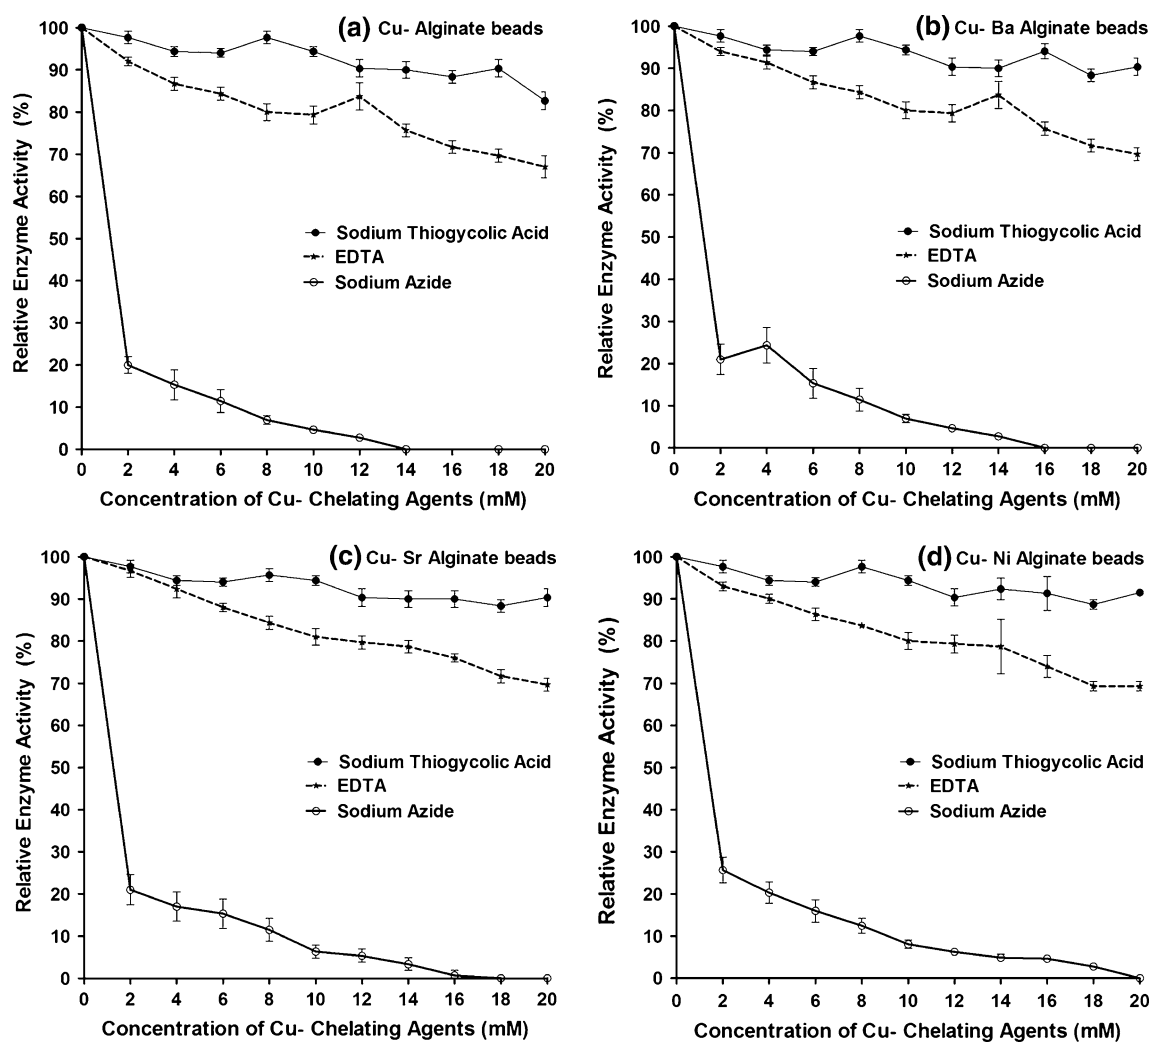 (a) Cu- Alginate beads
Relative Enzyme Activity (%)
100
90
80
70
60
50
40
30
20
10
0
Sodium Thiogycolic Acid
EDTA
Sodium Azide
0 2 4 6 8 10 12 14 16 18 20
Concentration of Cu- Chelating Agents (mM)
(b) Cu- Ba Alginate beads
Relative Enzyme Activity (%)
100
90
80
70
60
50
40
30
20
10
0
Sodium Thiogycolic Acid
EDTA
Sodium Azide
0 2 4 6 8 10 12 14 16 18 20
Concentration of Cu- Chelating Agents (mM)
(c) Cu- Sr Alginate beads
Relative Enzyme Activity (%)
100
90
80
70
60
50
40
30
20
10
0
Sodium Thiogycolic Acid
EDTA
Sodium Azide
0 2 4 6 8 10 12 14 16 18 20
Concentration of Cu- Chelating Agents (mM)
(d) Cu- Ni Alginate beads
Relative Enzyme Activity (%)
100
90
80
70
60
50
40
30
20
10
0
Sodium Thiogycolic Acid
EDTA
Sodium Azide
0 2 4 6 8 10 12 14 16 18 20
Concentration of Cu- Chelating Agents (mM)